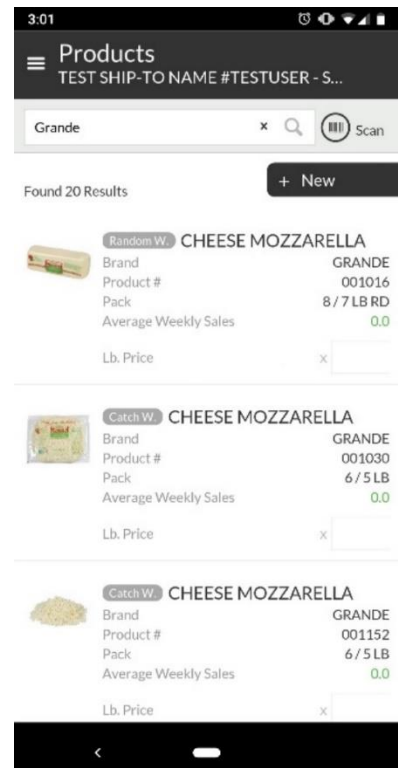 3:01
Products
TEST SHIP-TO NAME #TESTUSER - S...
Grande x Scan
+ New
Found 20 Results
Random W. CHEESE MOZZARELLA
Brand GRANDE
Product # 001016
Pack 8 / 7 LB RD
Average Weekly Sales 0.0
Lb. Price x
Catch W. CHEESE MOZZARELLA
Brand GRANDE
Product # 001030
Pack 6 / 5 LB
Average Weekly Sales 0.0
Lb. Price x
Catch W. CHEESE MOZZARELLA
Brand GRANDE
Product # 001152
Pack 6 / 5 LB
Average Weekly Sales 0.0
Lb. Price x